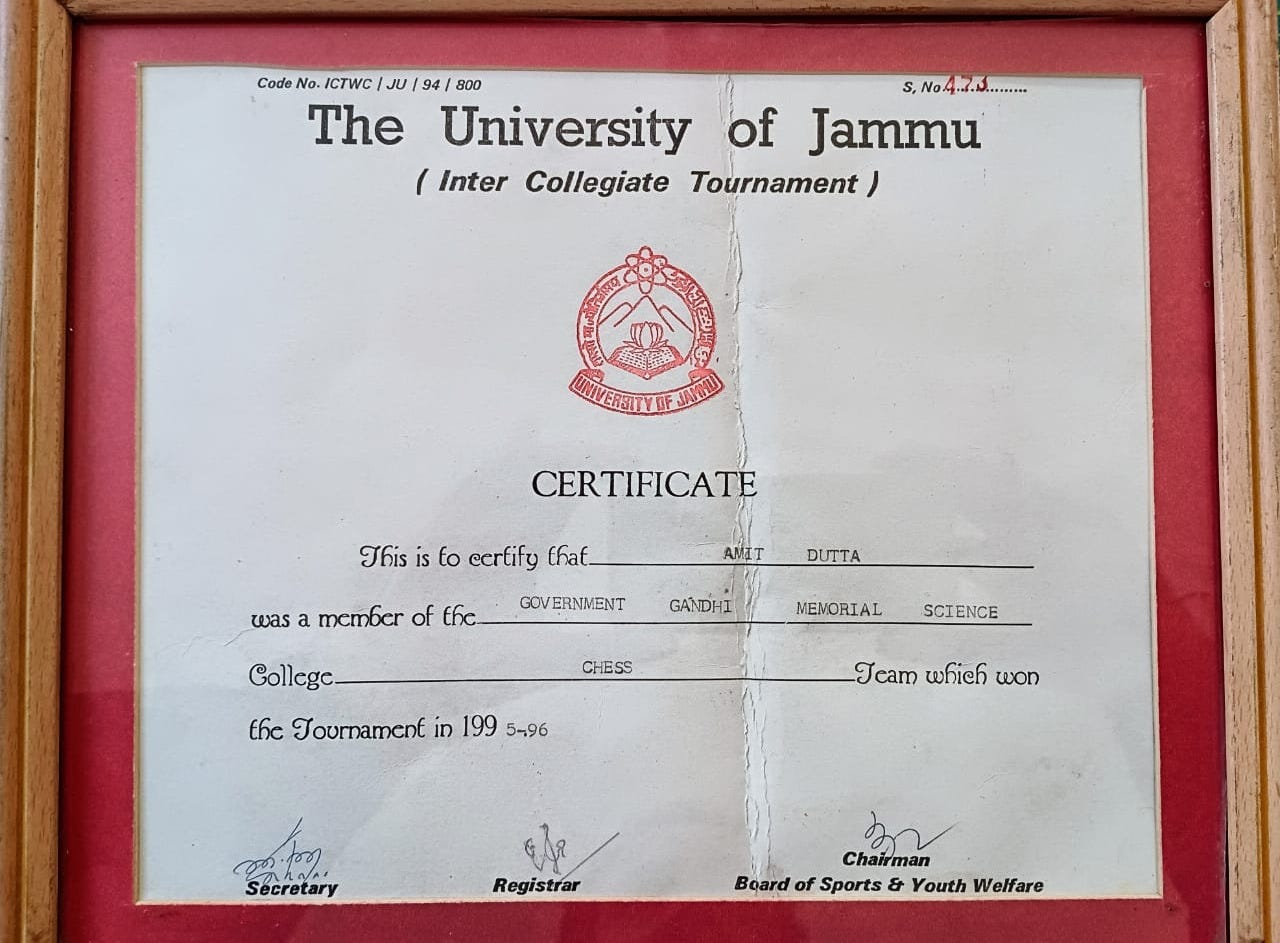 Code No. ICTWC / JU / 94 / 800
S, No.473.........
The University of Jammu
( Inter Collegiate Tournament )
UNIVERSITY OF JAMMU
CERTIFICATE
This is to certify that AMIT DUTTA
was a member of the GOVERNMENT GANDHI MEMORIAL SCIENCE
College CHESS Team which won
the Tournament in 199 5-96
Secretary
Registrar
Chairman
Board of Sports & Youth Welfare